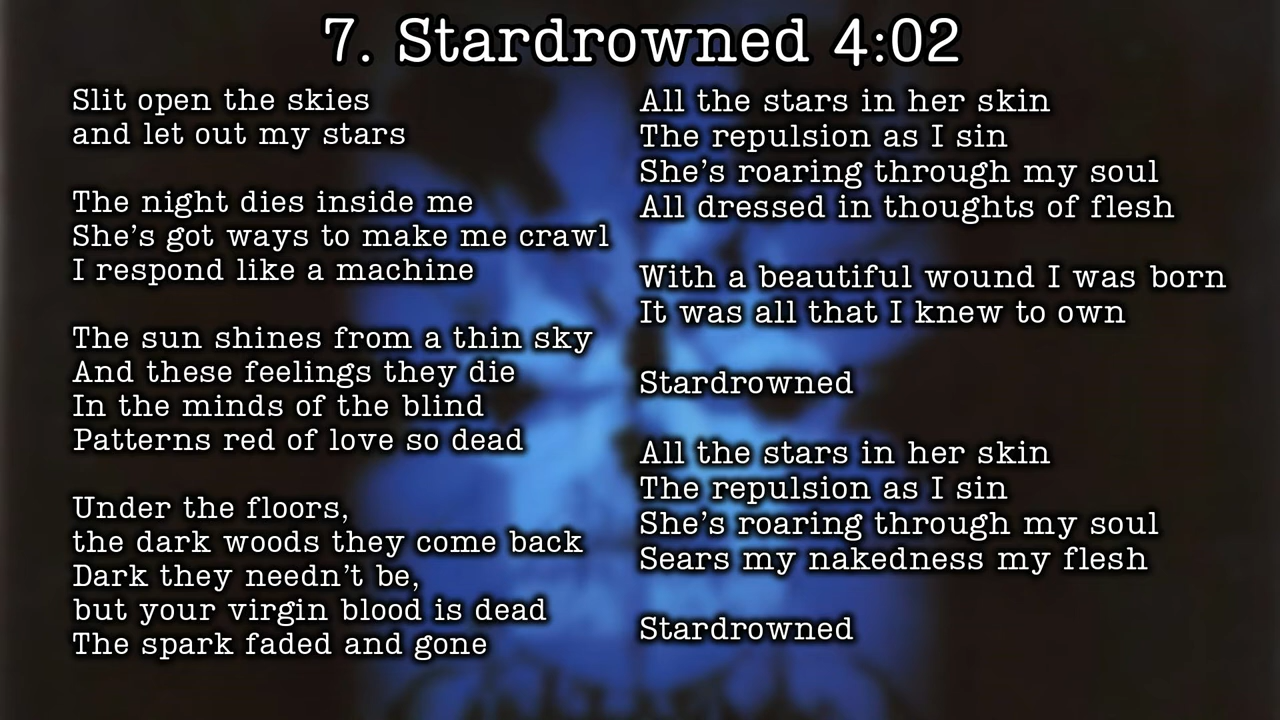 7. Stardrowned 4:02
Slit open the skies
and let out my stars
The night dies inside me
She's got ways to make me crawl
I respond like a machine
The sun shines from a thin sky
And these feelings they die
In the minds of the blind
Patterns red of love so dead
Under the floors,
the dark woods they come back
Dark they needn't be,
but your virgin blood is dead
The spark faded and gone
All the stars in her skin
The repulsion as I sin
She's roaring through my soul
All dressed in thoughts of flesh
With a beautiful wound I was born
It was all that I knew to own
Stardrowned
All the stars in her skin
The repulsion as I sin
She's roaring through my soul
Sears my nakedness my flesh
Stardrowned